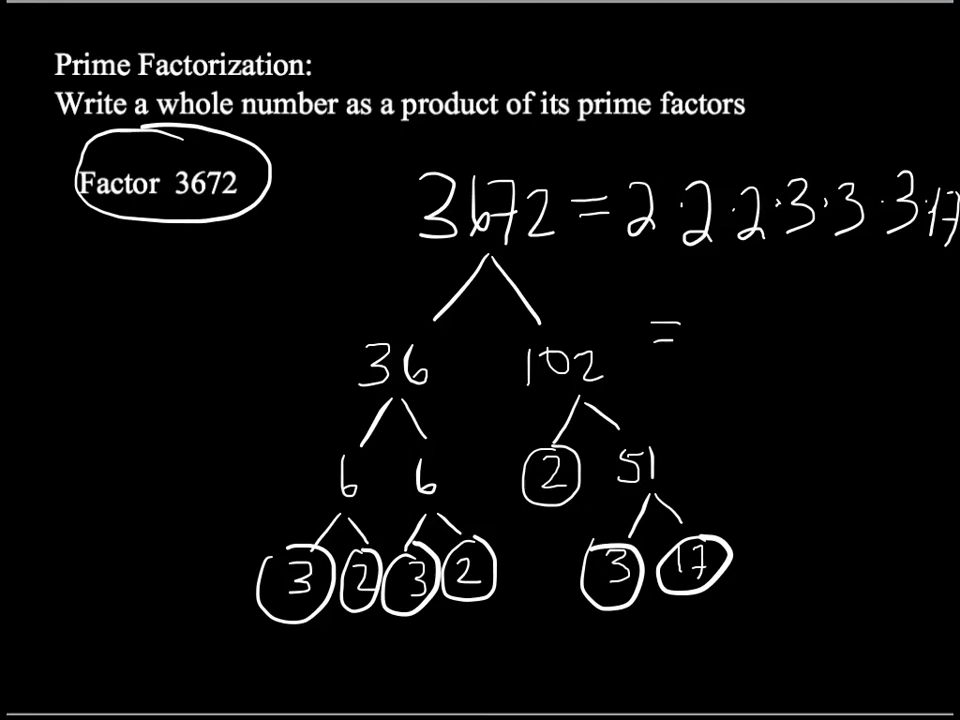 Prime Factorization:
Write a whole number as a product of its prime factors
Factor 3672
3672 = 2 · 2 · 2 · 3 · 3 · 3 · 17
36 102 =
6 6 2 51
3 2 3 2 3 17